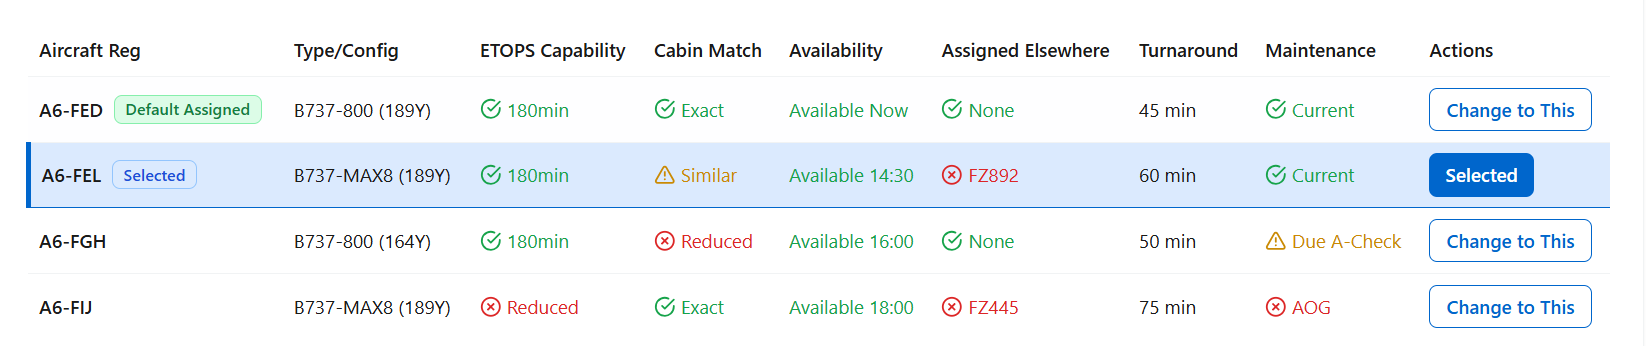 Aircraft Reg Type/Config ETOPS Capability Cabin Match Availability Assigned Elsewhere Turnaround Maintenance Actions
A6-FED Default Assigned B737-800 (189Y) 180min Exact Available Now None 45 min Current Change to This
A6-FEL Selected B737-MAX8 (189Y) 180min Similar Available 14:30 FZ892 60 min Current Selected
A6-FGH B737-800 (164Y) 180min Reduced Available 16:00 None 50 min Due A-Check Change to This
A6-FIJ B737-MAX8 (189Y) Reduced Exact Available 18:00 FZ445 75 min AOG Change to This